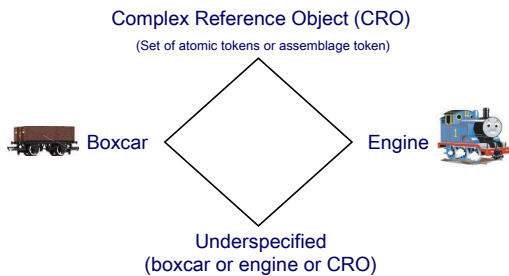 Complex Reference Object (CRO)
(Set of atomic tokens or assemblage token)
Boxcar
Engine
1
Underspecified
(boxcar or engine or CRO)